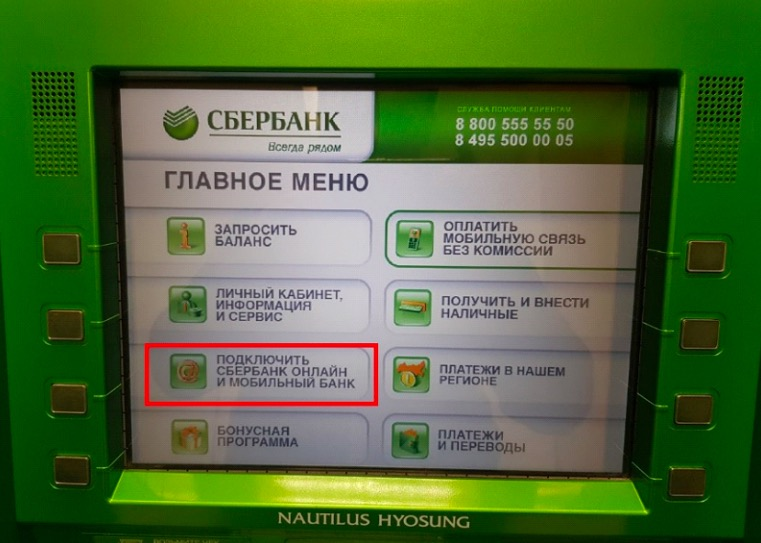 СБЕРБАНК
Всегда рядом
СЛУЖБА ПОМОЩИ КЛИЕНТАМ
8 800 555 55 50
8 495 500 00 05
ГЛАВНОЕ МЕНЮ
ЗАПРОСИТЬ
БАЛАНС
ОПЛАТИТЬ
МОБИЛЬНУЮ СВЯЗЬ
БЕЗ КОМИССИИ
ЛИЧНЫЙ КАБИНЕТ,
ИНФОРМАЦИЯ
И СЕРВИС
ПОЛУЧИТЬ И ВНЕСТИ
НАЛИЧНЫЕ
ПОДКЛЮЧИТЬ
СБЕРБАНК ОНЛАЙН
И МОБИЛЬНЫЙ БАНК
ПЛАТЕЖИ В НАШЕМ
РЕГИОНЕ
БОНУСНАЯ
ПРОГРАММА
ПЛАТЕЖИ
И ПЕРЕВОДЫ
NAUTILUS HYOSUNG